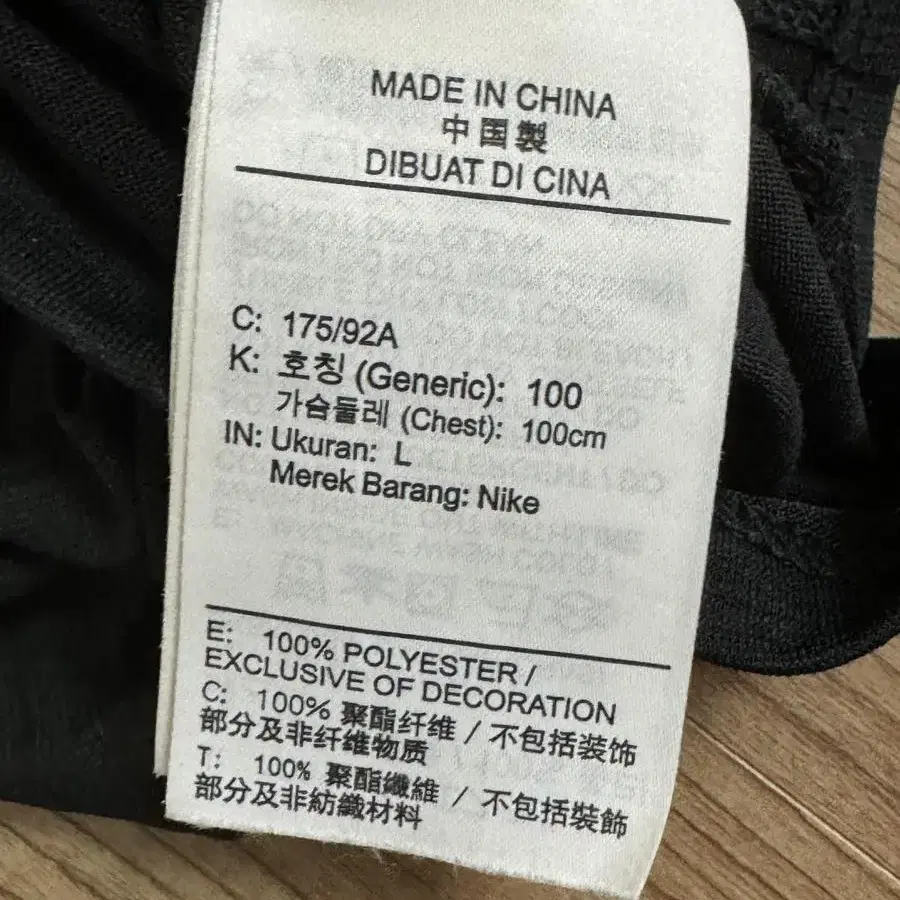 MADE IN CHINA
中国製
DIBUAT DI CINA
C: 175/92A
K: 호칭 (Generic): 100
가슴둘레 (Chest): 100cm
IN: Ukuran: L
Merek Barang: Nike
E: 100% POLYESTER /
EXCLUSIVE OF DECORATION
C: 100% 聚酯纤维 / 不包括装饰
部分及非纤维物质
T: 100% 聚酯纖維 / 不包括裝飾
部分及非紡織材料